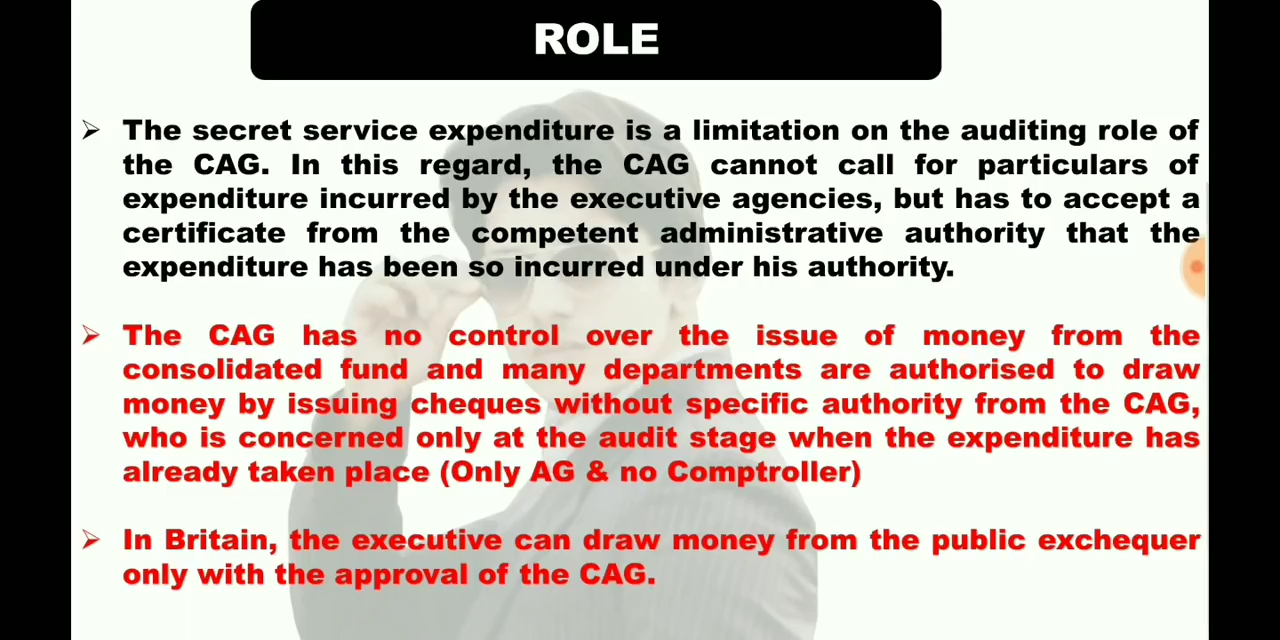 ROLE
➢ The secret service expenditure is a limitation on the auditing role of
the CAG. In this regard, the CAG cannot call for particulars of
expenditure incurred by the executive agencies, but has to accept a
certificate from the competent administrative authority that the
expenditure has been so incurred under his authority.
➢ The CAG has no control over the issue of money from the
consolidated fund and many departments are authorised to draw
money by issuing cheques without specific authority from the CAG,
who is concerned only at the audit stage when the expenditure has
already taken place (Only AG & no Comptroller)
➢ In Britain, the executive can draw money from the public exchequer
only with the approval of the CAG.